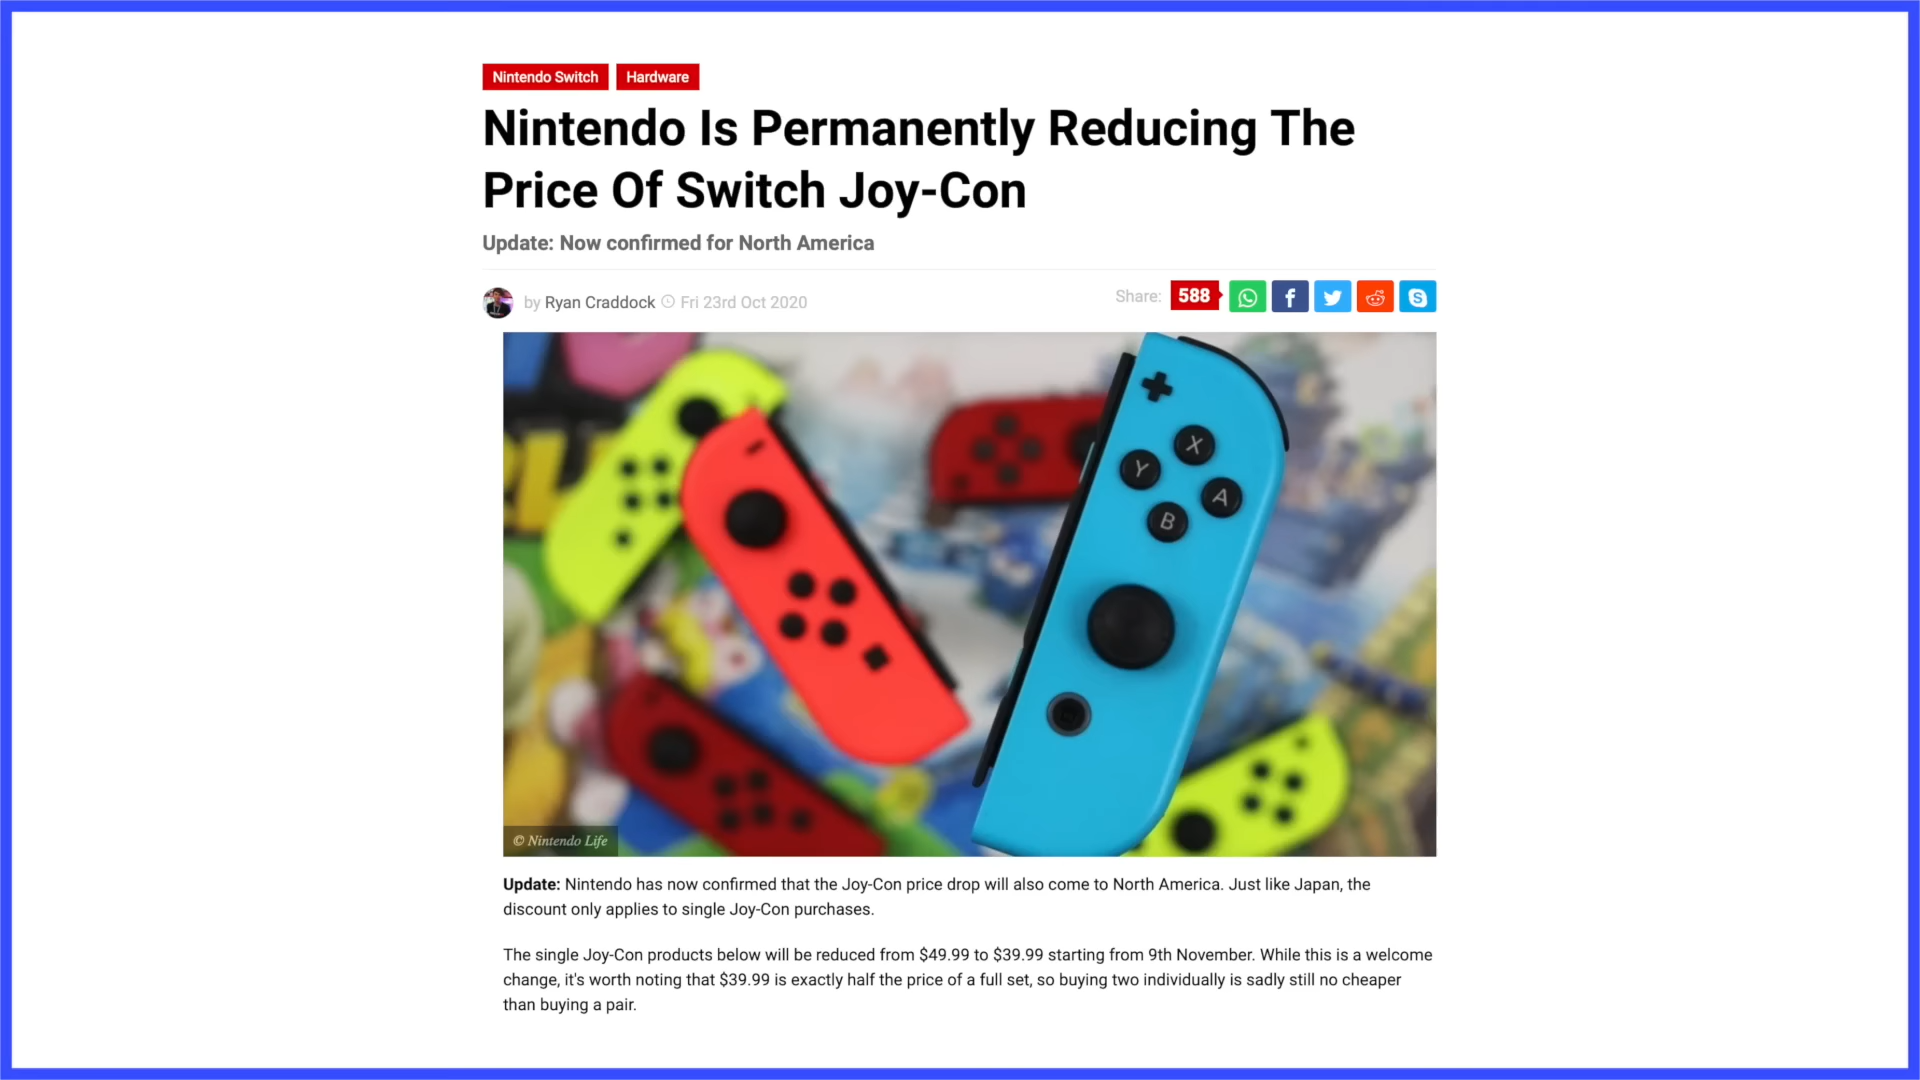 Nintendo Switch Hardware
Nintendo Is Permanently Reducing The
Price Of Switch Joy-Con
Update: Now confirmed for North America
by Ryan Craddock Fri 23rd Oct 2020
Share: 588
X
Y
A
B
© Nintendo Life
Update: Nintendo has now confirmed that the Joy-Con price drop will also come to North America. Just like Japan, the
discount only applies to single Joy-Con purchases.
The single Joy-Con products below will be reduced from $49.99 to $39.99 starting from 9th November. While this is a welcome
change, it's worth noting that $39.99 is exactly half the price of a full set, so buying two individually is sadly still no cheaper
than buying a pair.